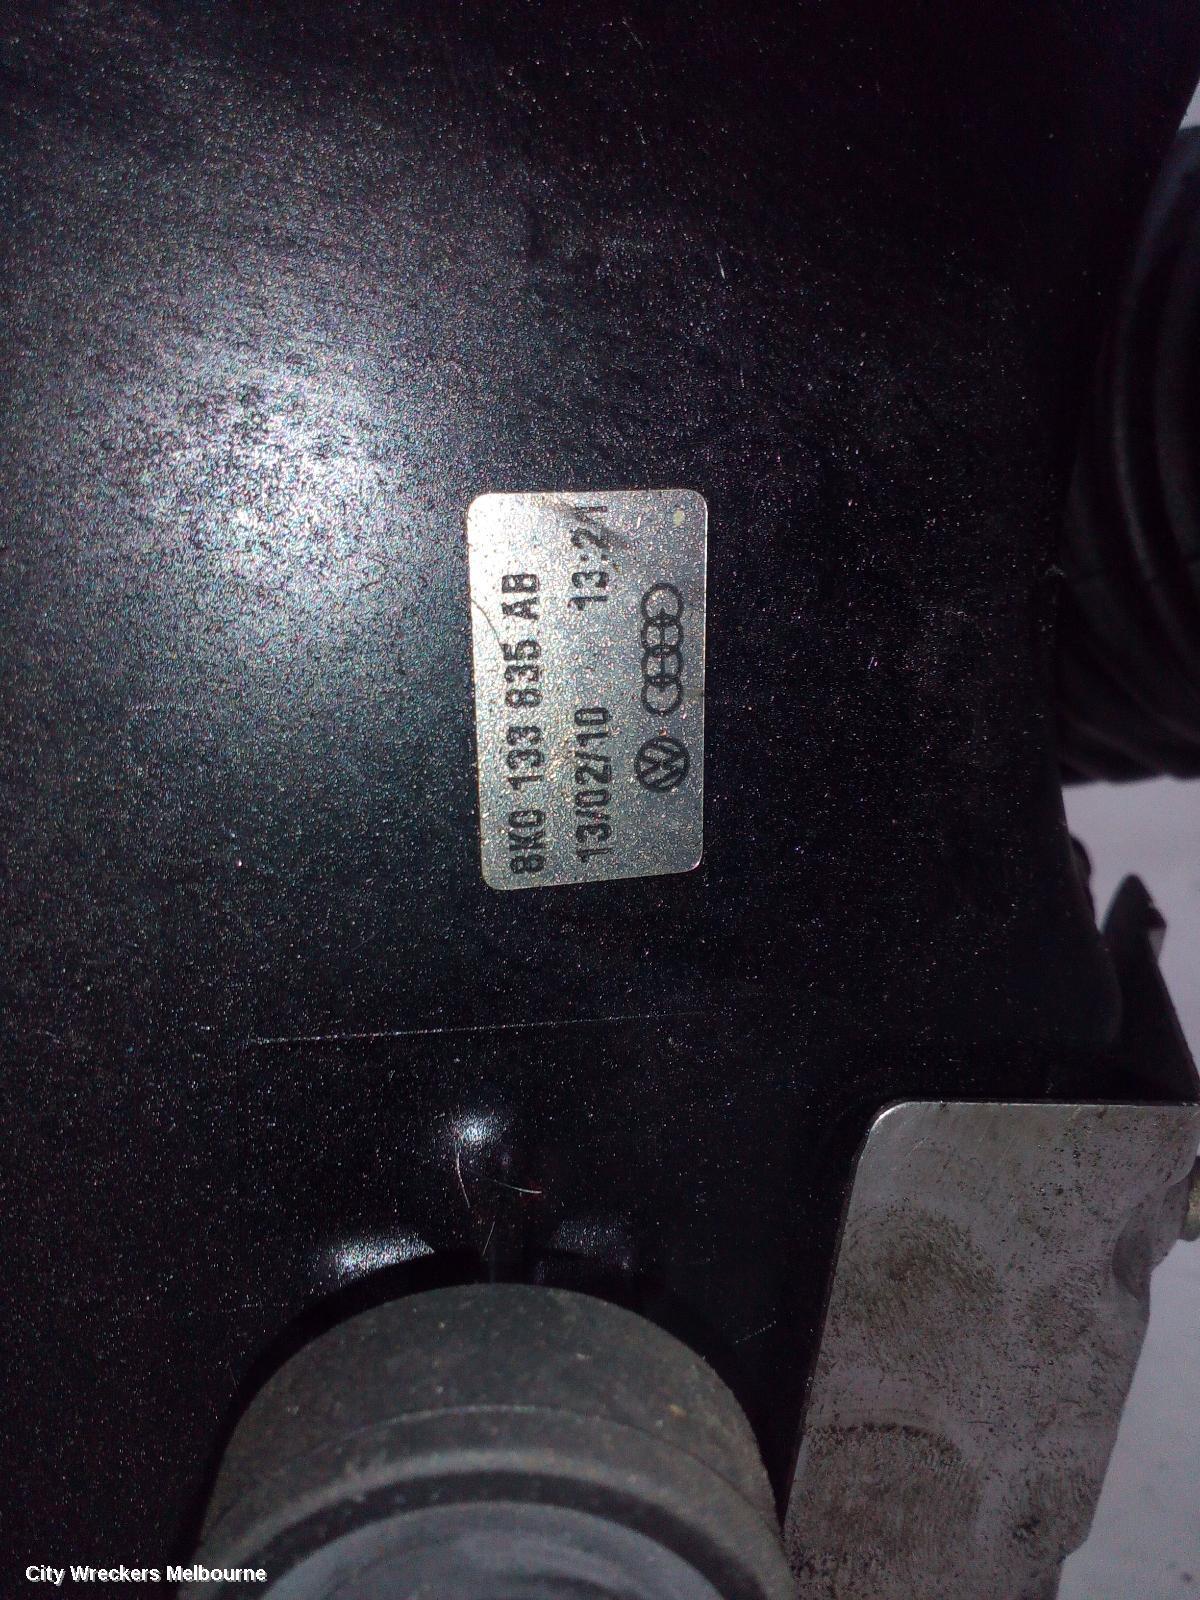 8K0 133 835 AB
13/02/10 13:21
City Wreckers Melbourne